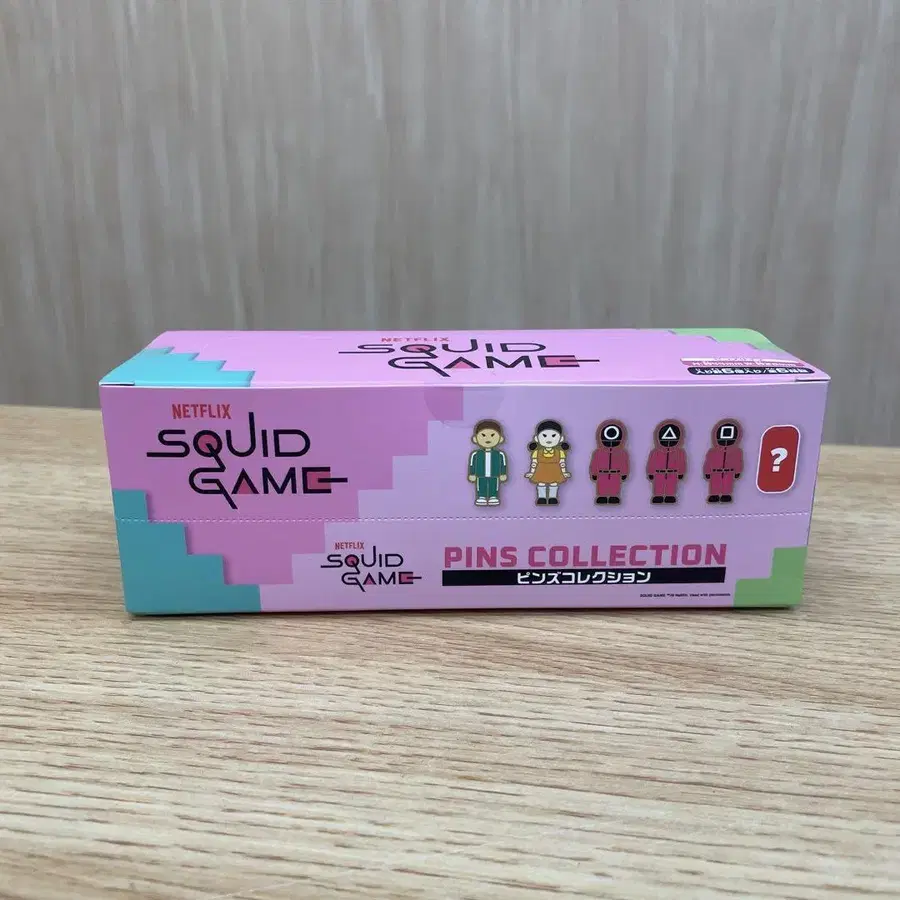 NETFLIX
SQUID
GAME
NETFLIX
SQUID
GAME
?
NETFLIX
SQUID
GAME
PINS COLLECTION
ピンズコレクション